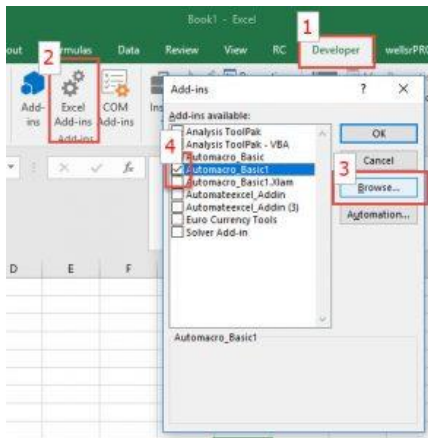 Book1 - Excel
1
out
2
rmulas
Data
Review
View
RC
Developer
wellsrPR
Add-
ins
Excel
Add-ins
COM
Add-ins
Ins
Add-ins
Add-ins
?
X
Add-ins available:
Analysis ToolPak
Analysis ToolPak - VBA
4
Automacro_Basic
Automacro_Basic1
Automacro_Basic1.Xlam
Automateexcel_Addin
Automateexcel_Addin (3)
Euro Currency Tools
Solver Add-in
OK
Cancel
3
Browse...
Automation...
fx
D
E
F
Automacro_Basic1